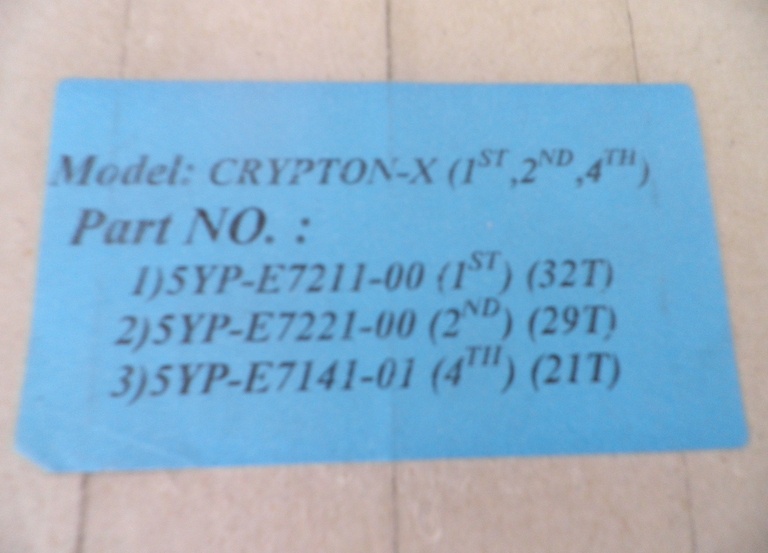 Model: CRYPTON-X (1ST,2ND,4TH)
Part NO. :
1)5YP-E7211-00 (1ST) (32T)
2)5YP-E7221-00 (2ND) (29T)
3)5YP-E7141-01 (4TH) (21T)